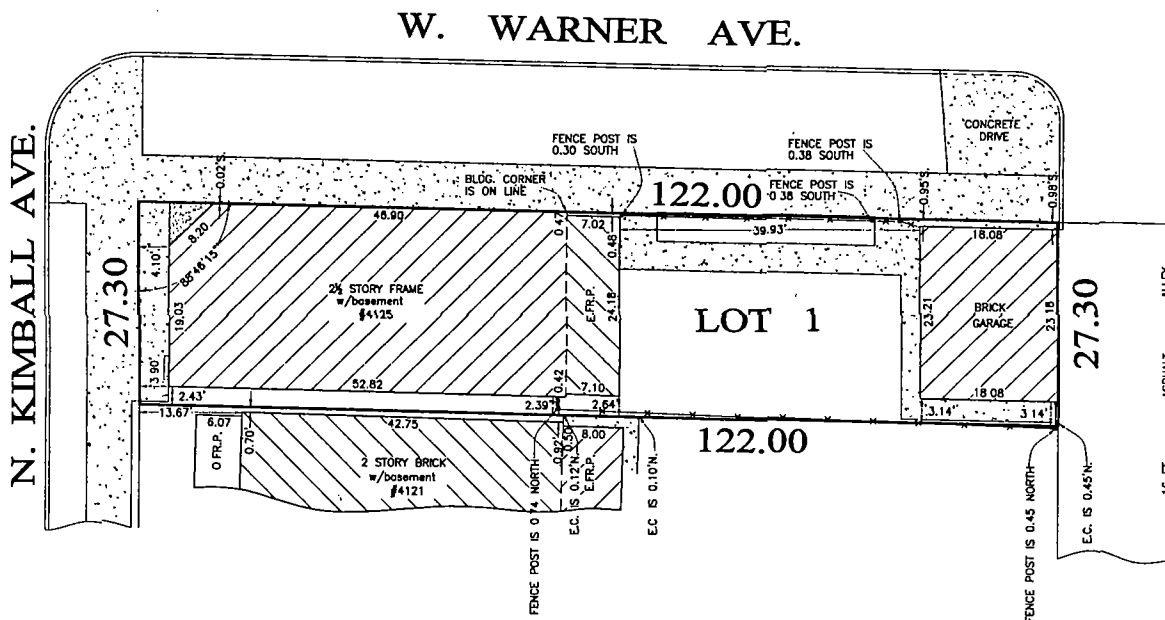 W. WARNER AVE.
N. KIMBALL AVE.
CONCRETE
DRIVE
FENCE POST IS
0.30 SOUTH
FENCE POST IS
0.38 SOUTH
BLDG. CORNER
IS ON LINE
122.00
FENCE POST IS
0.38 SOUTH
0.02'S.
0.95'S.
0.98'S.
46.90
0.47
7.02
0.48'
39.93'
18.08'
8.20
4.10'
27.30
19.03
2½ STORY FRAME
w/basement
#4125
E.FR.P.
24.18
LOT 1
23.21
BRICK
GARAGE
23.18
27.30
3.90'
52.82
0.42
7.10
18.08'
2.43'
2.39'
2.64'
3.14'
3.14'
13.67'
6.07
O FR.P.
0.70'
42.75
0.92'
0.50'
8.00
122.00
2 STORY BRICK
w/basement
#4121
E.FR.P.
FENCE POST IS 0.74 NORTH
E.C. IS 0.12'N.
E.C IS 0.10'N.
FENCE POST IS 0.45 NORTH
E.C. IS 0.45'N.